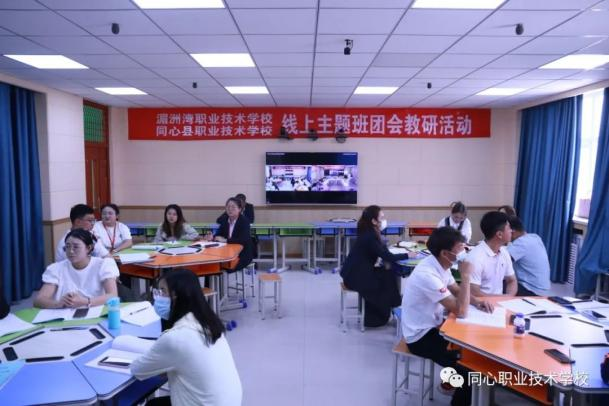 湄洲湾职业技术学校
同心县职业技术学校
线上主题班团会教研活动
同心职业技术学校